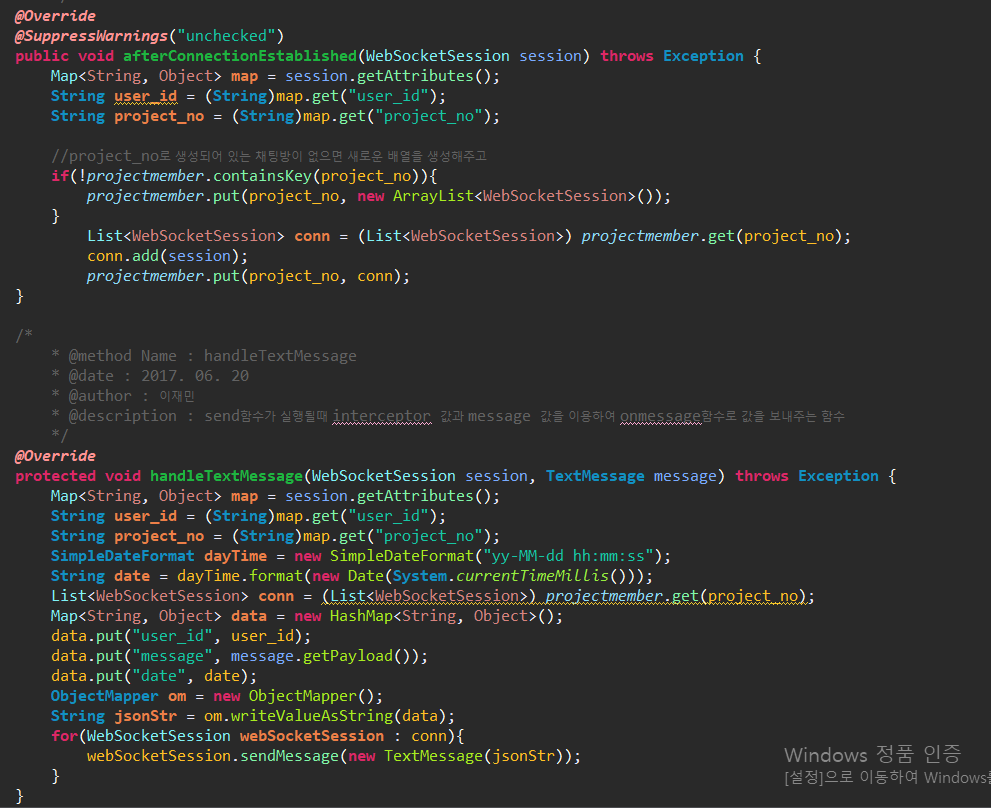 @Override
@SuppressWarnings("unchecked")
public void afterConnectionEstablished(WebSocketSession session) throws Exception {
    Map<String, Object> map = session.getAttributes();
    String user_id = (String)map.get("user_id");
    String project_no = (String)map.get("project_no");

    //project_no로 생성되어 있는 채팅방이 없으면 새로운 배열을 생성해주고
    if(!projectmember.containsKey(project_no)){
        projectmember.put(project_no, new ArrayList<WebSocketSession>());
    }
        List<WebSocketSession> conn = (List<WebSocketSession>) projectmember.get(project_no);
        conn.add(session);
        projectmember.put(project_no, conn);
}

/*
    * @method Name : handleTextMessage
    * @date : 2017. 06. 20
    * @author : 이재민
    * @description : send함수가 실행될때 interceptor 값과 message 값을 이용하여 onmessage함수로 값을 보내주는 함수
    */
@Override
protected void handleTextMessage(WebSocketSession session, TextMessage message) throws Exception {
    Map<String, Object> map = session.getAttributes();
    String user_id = (String)map.get("user_id");
    String project_no = (String)map.get("project_no");
    SimpleDateFormat dayTime = new SimpleDateFormat("yy-MM-dd hh:mm:ss");
    String date = dayTime.format(new Date(System.currentTimeMillis()));
    List<WebSocketSession> conn = (List<WebSocketSession>) projectmember.get(project_no);
    Map<String, Object> data = new HashMap<String, Object>();
    data.put("user_id", user_id);
    data.put("message", message.getPayload());
    data.put("date", date);
    ObjectMapper om = new ObjectMapper();
    String jsonStr = om.writeValueAsString(data);
    for(WebSocketSession webSocketSession : conn){
        webSocketSession.sendMessage(new TextMessage(jsonStr));
    }
}
Windows 정품 인증
[설정]으로 이동하여 Windows를